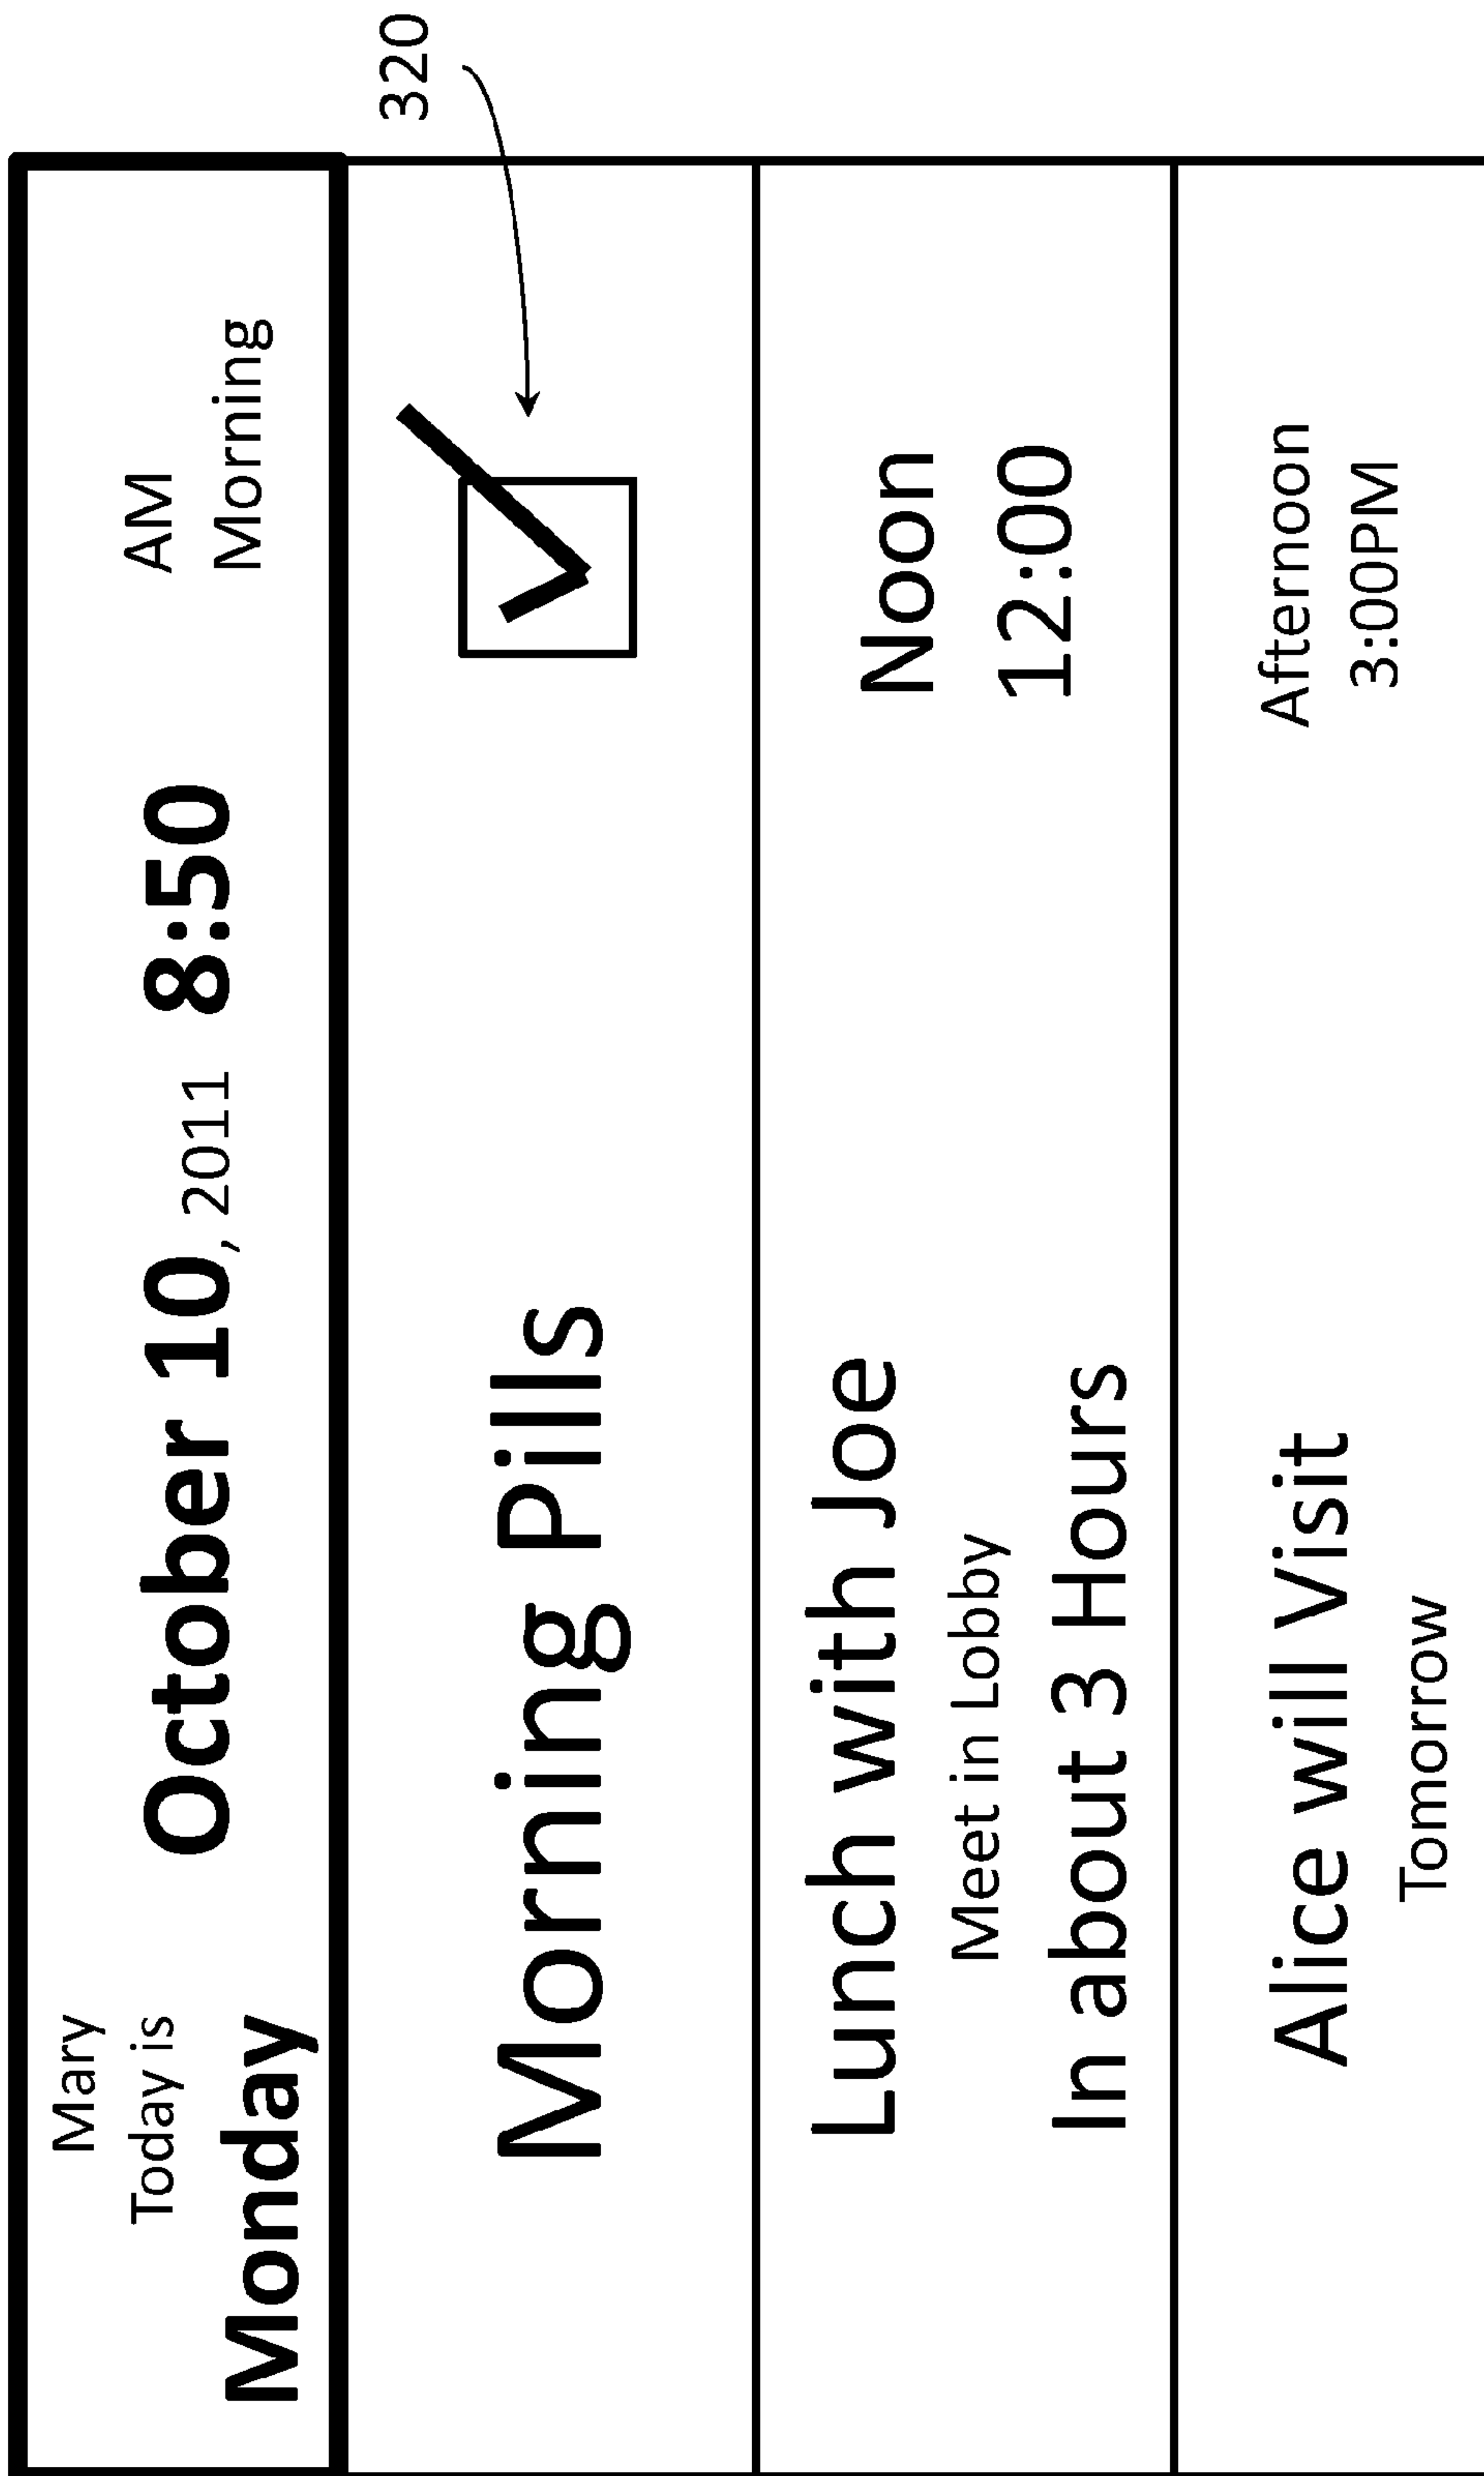 320
Mary
Today is
Monday
October 10, 2011 8:50
AM
Morning
Morning Pills
Lunch with Joe
Meet in Lobby
In about 3 Hours
Noon
12:00
Alice will Visit
Tomorrow
Afternoon
3:00PM